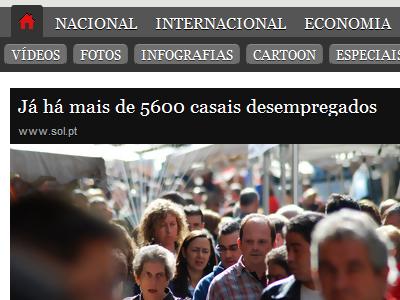 NACIONAL INTERNACIONAL ECONOMIA
VÍDEOS FOTOS INFOGRAFIAS CARTOON ESPECIAIS
Já há mais de 5600 casais desempregados
www.sol.pt